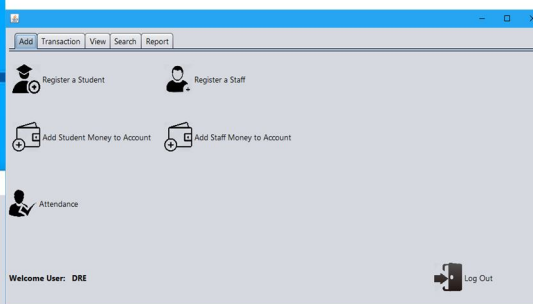 Add Transaction View Search Report
Register a Student Register a Staff
Add Student Money to Account Add Staff Money to Account
Attendance
Welcome User: DRE Log Out